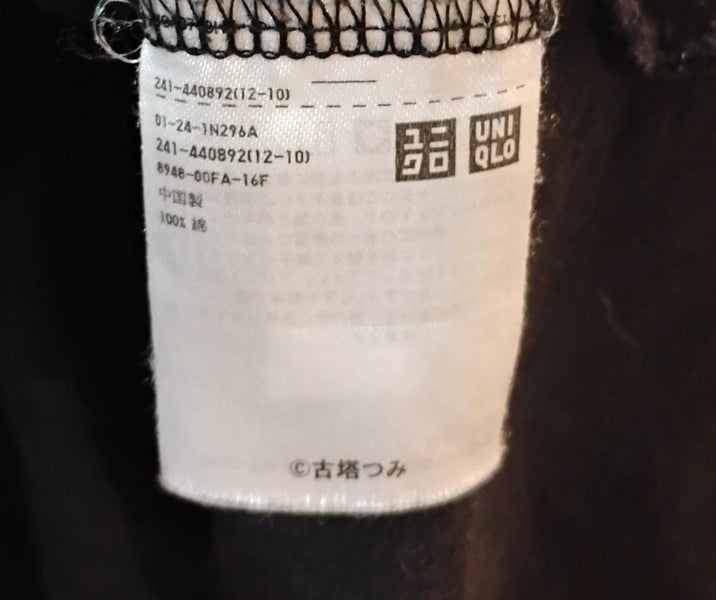 241-440892(12-10)
01-24-1N296A
241-440892(12-10)
8948-00FA-16F
中国製
100% 綿
ユニ
クロ
UNI
QLO
©古塔つみ